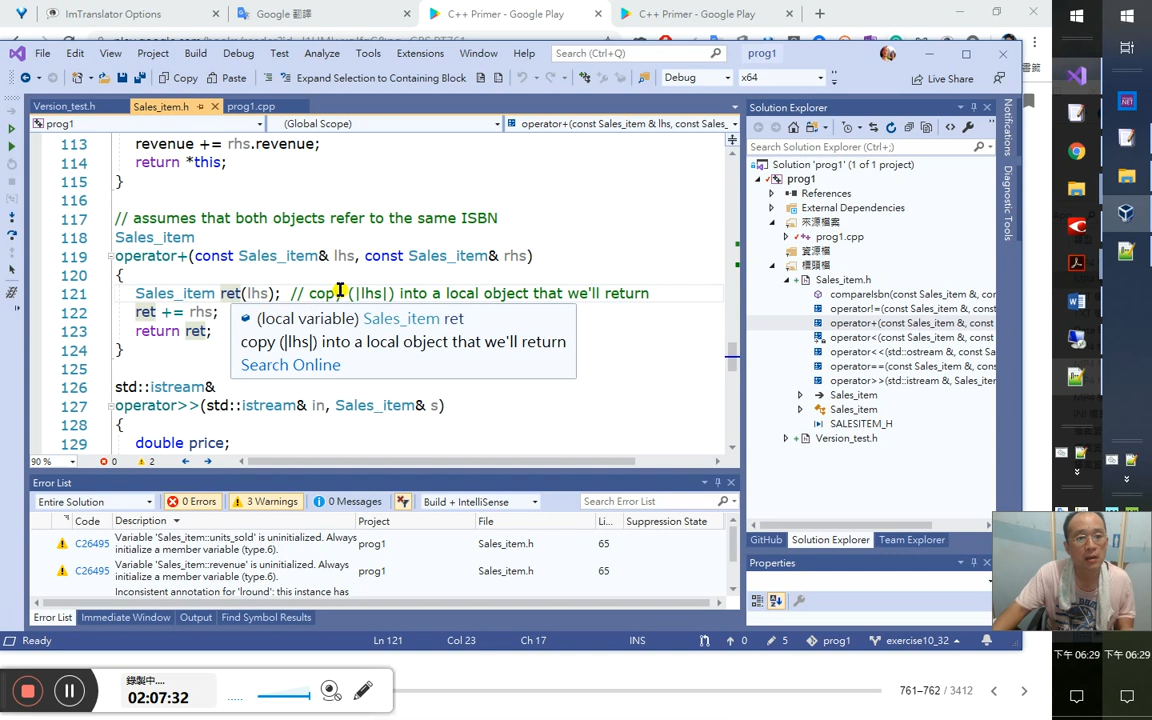 ImTranslator Options
Google 翻譯
C++ Primer - Google Play
C++ Primer - Google Play
File Edit View Project Build Debug Test Analyze Tools Extensions Window Help
Search (Ctrl+Q)
prog1
Copy Paste Expand Selection to Containing Block Debug x64 Live Share
Version_test.h Sales_item.h prog1.cpp
prog1 (Global Scope) operator+(const Sales_item & lhs, const Sales_
113 revenue += rhs.revenue;
114 return *this;
115 }
116
117 // assumes that both objects refer to the same ISBN
118 Sales_item
119 operator+(const Sales_item& lhs, const Sales_item& rhs)
120 {
121 Sales_item ret(lhs); // copy (|lhs|) into a local object that we'll return
122 ret += rhs;
123 return ret;
124 }
125
126 std::istream&
127 operator>>(std::istream& in, Sales_item& s)
128 {
129 double price;
(local variable) Sales_item ret
copy (|lhs|) into a local object that we'll return
Search Online
90 % 0 2
Error List
Entire Solution 0 Errors 3 Warnings 0 Messages Build + IntelliSense Search Error List
Code Description Project File Li... Suppression State
C26495 Variable 'Sales_item::units_sold' is uninitialized. Always initialize a member variable (type.6). prog1 Sales_item.h 65
C26495 Variable 'Sales_item::revenue' is uninitialized. Always initialize a member variable (type.6). prog1 Sales_item.h 65
Inconsistent annotation for 'lround': this instance has
Error List Immediate Window Output Find Symbol Results
Solution Explorer
Search Solution Explorer (Ctrl+;)
Solution 'prog1' (1 of 1 project)
prog1
References
External Dependencies
來源檔案
prog1.cpp
資源檔
標頭檔
Sales_item.h
compareIsbn(const Sales_item &,
operator!=(const Sales_item &, const
operator+(const Sales_item &, const
operator<(const Sales_item &, const
operator<<(std::ostream &, const
operator==(const Sales_item &, const
operator>>(std::istream &, Sales_item
Sales_item
Sales_item
SALESITEM_H
Version_test.h
GitHub Solution Explorer Team Explorer
Properties
Notifications
Diagnostic Tools
Ready Ln 121 Col 23 Ch 17 INS 0 5 prog1 exercise10_32
錄製中....
02:07:32
761–762 / 3412
下午 06:29 下午 06:29